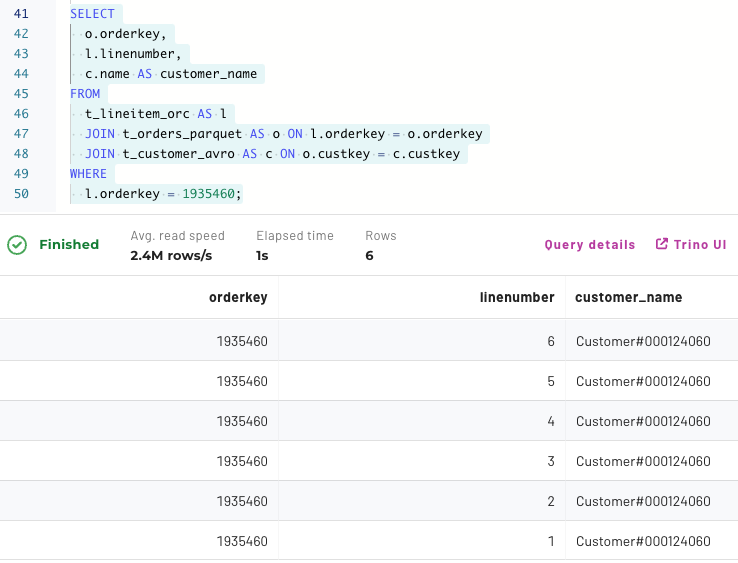 41 SELECT
42 o.orderkey,
43 l.linenumber,
44 c.name AS customer_name
45 FROM
46 t_lineitem_orc AS l
47 JOIN t_orders_parquet AS o ON l.orderkey = o.orderkey
48 JOIN t_customer_avro AS c ON o.custkey = c.custkey
49 WHERE
50 l.orderkey = 1935460;
Avg. read speed Elapsed time Rows
Finished 2.4M rows/s 1s 6 Query details Trino UI
orderkey linenumber customer_name
1935460 6 Customer#000124060
1935460 5 Customer#000124060
1935460 4 Customer#000124060
1935460 3 Customer#000124060
1935460 2 Customer#000124060
1935460 1 Customer#000124060